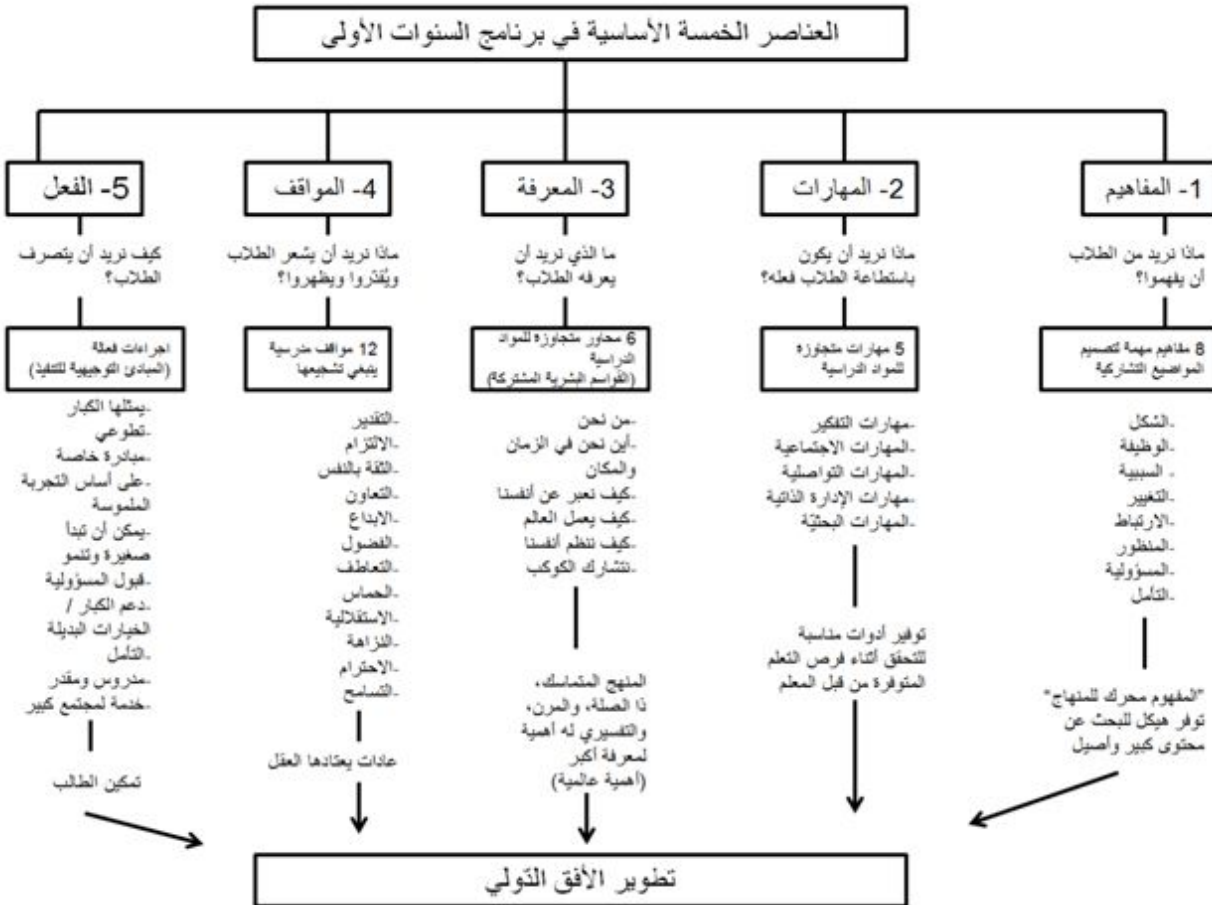 العناصر الخمسة الأساسية في برنامج السنوات الأولى
1- المفاهيم
ماذا نريد من الطلاب
أن يفهموا؟
8 مفاهيم مهمة لتصميم
المواضيع التشاركية
-الشكل
-الوظيفة
- السببية
-التغيير
-الارتباط
-المنظور
-المسؤولية
-التأمل
"المفهوم محرك للمنهاج"
توفر هيكل للبحث عن
محتوى كبير وأصيل
2- المهارات
ماذا نريد أن يكون
باستطاعة الطلاب فعله؟
5 مهارات متجاوزة
للمواد الدراسية
-مهارات التفكير
-المهارات الاجتماعية
-المهارات التواصلية
-مهارات الإدارة الذاتية
-المهارات البحثيّة
توفير أدوات مناسبة
للتحقق أثناء فرص التعلم
المتوفرة من قبل المعلم
3- المعرفة
ما الذي نريد أن
يعرفه الطلاب؟
6 محاور متجاوزة للمواد
الدراسية
(القواسم البشرية المشتركة)
-من نحن
-أين نحن في الزمان
والمكان
-كيف نعبر عن أنفسنا
-كيف يعمل العالم
-كيف ننظم أنفسنا
-نتشارك الكوكب
المنهج المتماسك،
ذا الصلة، والمرن،
والتفسيري له أهمية
لمعرفة أكبر
(أهمية عالمية)
4- المواقف
ماذا نريد أن يشعر الطلاب
ويُقدّروا ويظهروا؟
12 مواقف مدرسية
ينبغي تشجيعها
-التقدير
-الالتزام
-الثقة بالنفس
-التعاون
-الابداع
-الفضول
-التعاطف
-الحماس
-الاستقلالية
-النزاهة
-الاحترام
-التسامح
عادات يعتادها العقل
5- الفعل
كيف نريد أن يتصرف
الطلاب؟
اجراءات فعالة
(المبادئ التوجيهية للتنفيذ)
-يمثلها الكبار
-تطوعي
-مبادرة خاصة
-على أساس التجربة
الملموسة
-يمكن أن تبدأ
صغيرة وتنمو
-قبول المسؤولية
-دعم الكبار /
الخيارات البديلة
-التأمل
-مدروس ومقدر
-خدمة لمجتمع كبير
تمكين الطالب
تطوير الأفق الدّولي